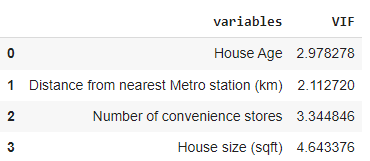 variables VIF
0 House Age 2.978278
1 Distance from nearest Metro station (km) 2.112720
2 Number of convenience stores 3.344846
3 House size (sqft) 4.643376